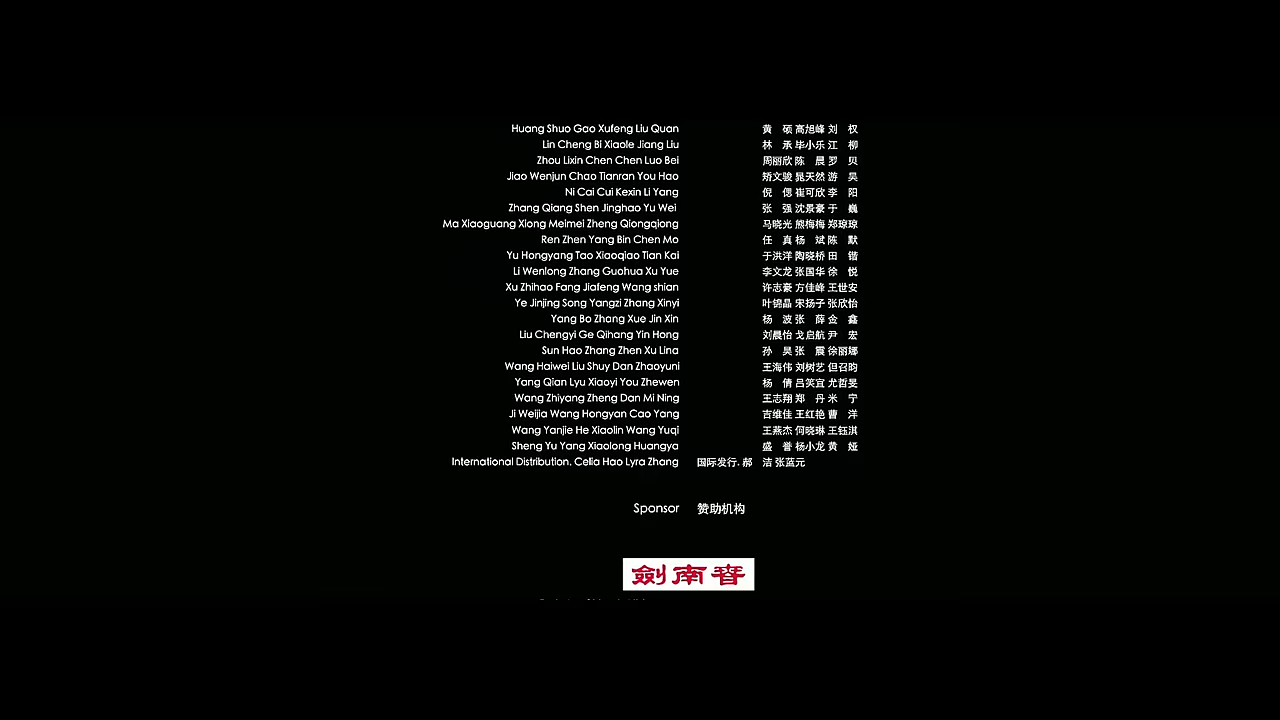 Huang Shuo Gao Xufeng Liu Quan 黄 硕 高旭峰 刘 权
Lin Cheng Bi Xiaole Jiang Liu 林 承 毕小乐 江 柳
Zhou Lixin Chen Chen Luo Bei 周丽欣 陈 晨 罗 贝
Jiao Wenjun Chao Tianran You Hao 矫文骏 晁天然 游 昊
Ni Cai Cui Kexin Li Yang 倪 偲 崔可欣 李 阳
Zhang Qiang Shen Jinghao Yu Wei 张 强 沈景豪 于 巍
Ma Xiaoguang Xiong Meimei Zheng Qiongqiong 马晓光 熊梅梅 郑琼琼
Ren Zhen Yang Bin Chen Mo 任 真 杨 斌 陈 默
Yu Hongyang Tao Xiaoqiao Tian Kai 于洪洋 陶晓桥 田 锴
Li Wenlong Zhang Guohua Xu Yue 李文龙 张国华 徐 悦
Xu Zhihao Fang Jiafeng Wang shian 许志豪 方佳峰 王世安
Ye Jinjing Song Yangzi Zhang Xinyi 叶锦晶 宋扬子 张欣怡
Yang Bo Zhang Xue Jin Xin 杨 波 张 薛 金 鑫
Liu Chengyi Ge Qihang Yin Hong 刘晨怡 戈启航 尹 宏
Sun Hao Zhang Zhen Xu Lina 孙 昊 张 震 徐丽娜
Wang Haiwei Liu Shuy Dan Zhaoyuni 王海伟 刘树艺 但召昀
Yang Qian Lyu Xiaoyi You Zhewen 杨 倩 吕笑宜 尤哲旻
Wang Zhiyang Zheng Dan Mi Ning 王志翔 郑 丹 米 宁
Ji Weijia Wang Hongyan Cao Yang 吉维佳 王红艳 曹 洋
Wang Yanjie He Xiaolin Wang Yuqi 王燕杰 何晓琳 王钰淇
Sheng Yu Yang Xiaolong Huangya 盛 誉 杨小龙 黄 娅
International Distribution. Celia Hao Lyra Zhang 国际发行. 郝 洁 张蓝元
Sponsor 赞助机构
劍南春